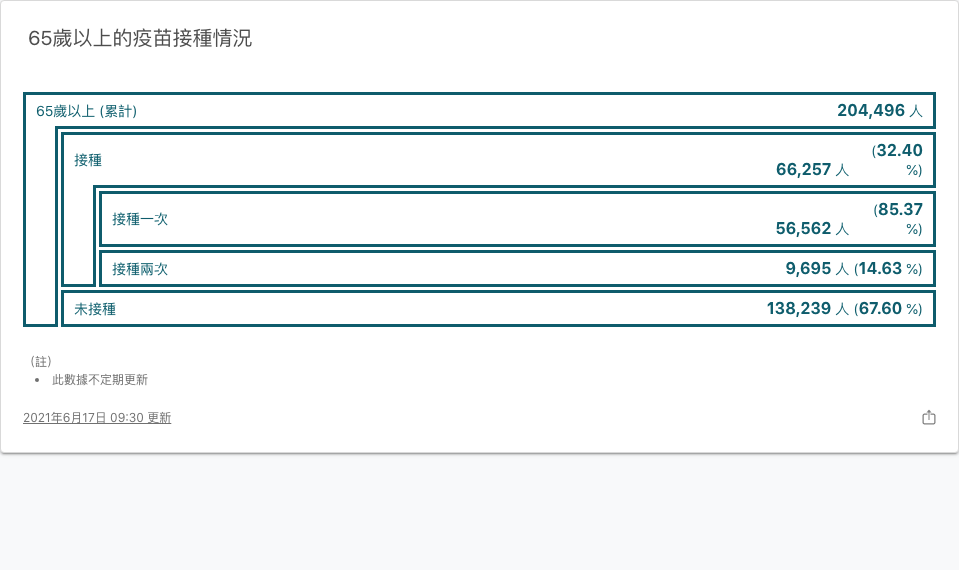 65歲以上的疫苗接種情況
65歲以上 (累計) 204,496 人
接種 66,257 人 (32.40 %)
接種一次 56,562 人 (85.37 %)
接種兩次 9,695 人 (14.63 %)
未接種 138,239 人 (67.60 %)
（註）
• 此數據不定期更新
2021年6月17日 09:30 更新